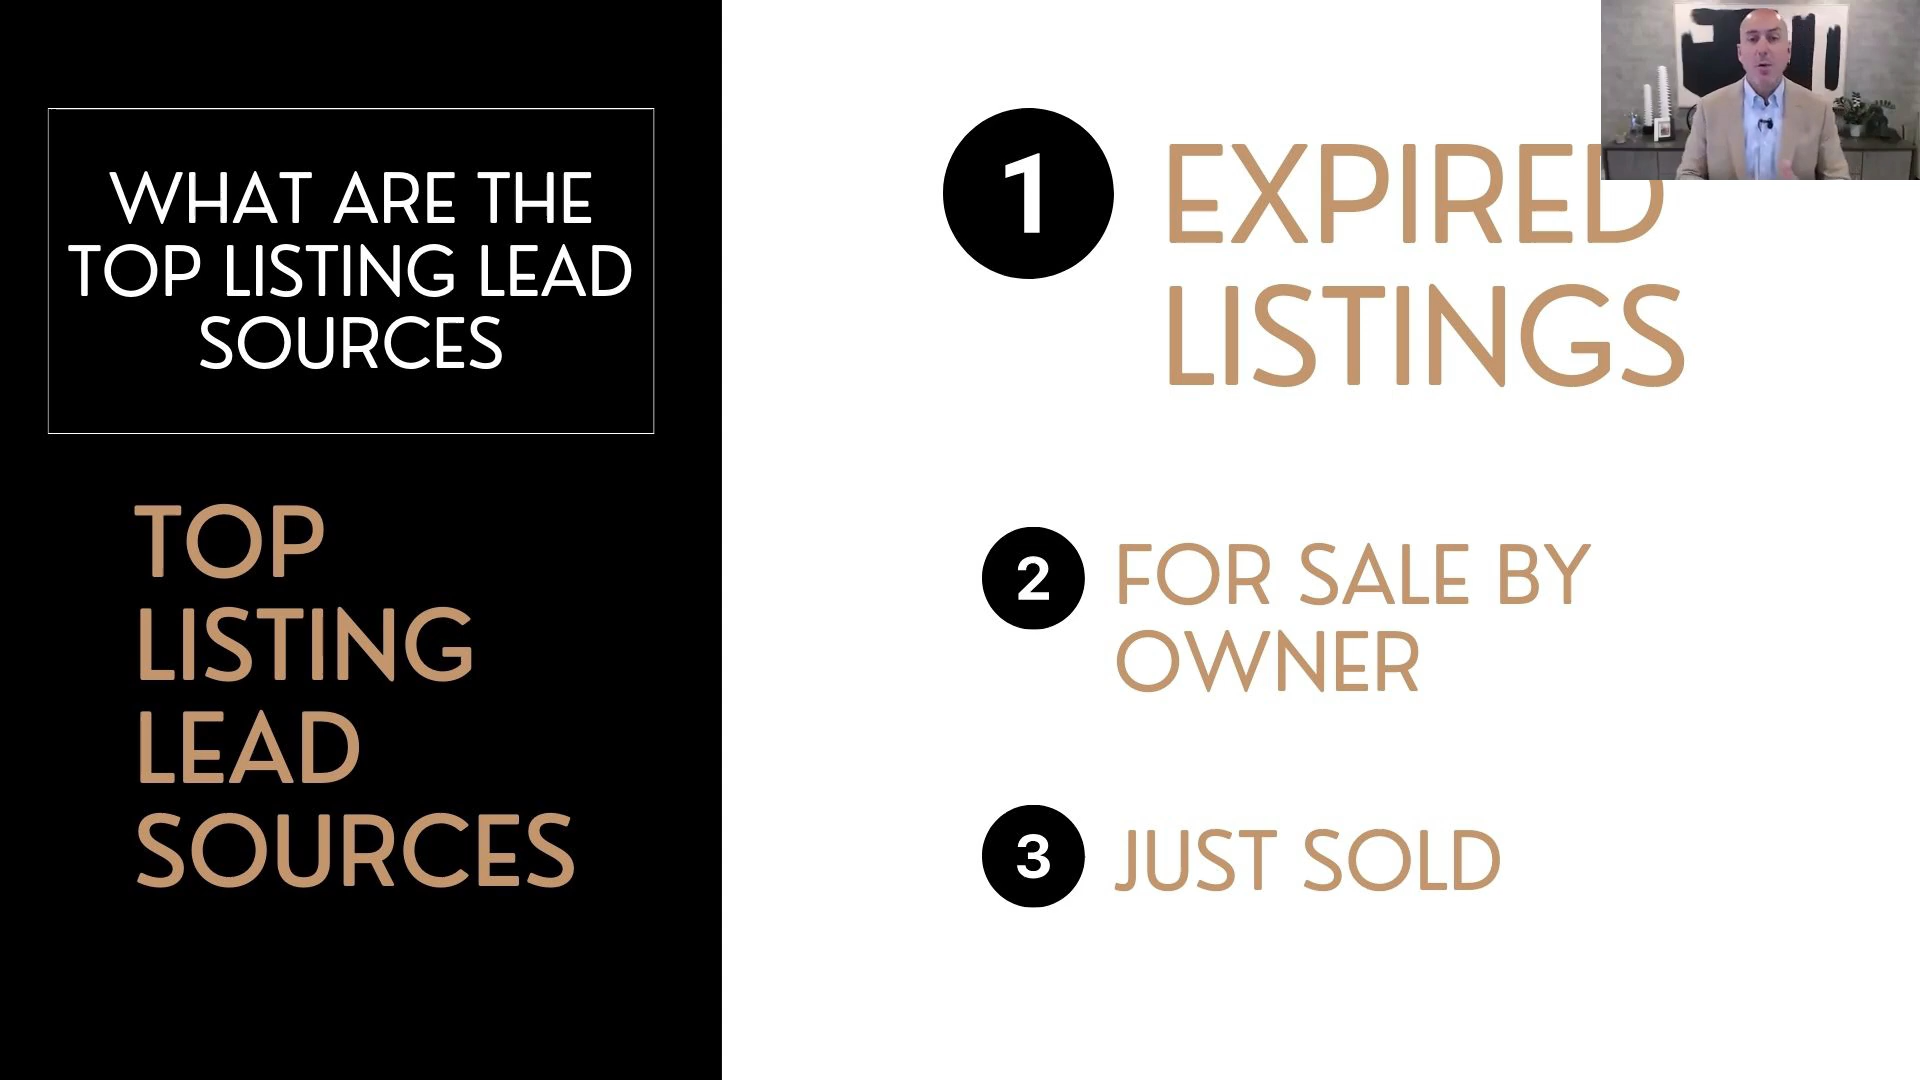 WHAT ARE THE
TOP LISTING LEAD
SOURCES
TOP
LISTING
LEAD
SOURCES
1
EXPIRED
LISTINGS
2
FOR SALE BY
OWNER
3
JUST SOLD